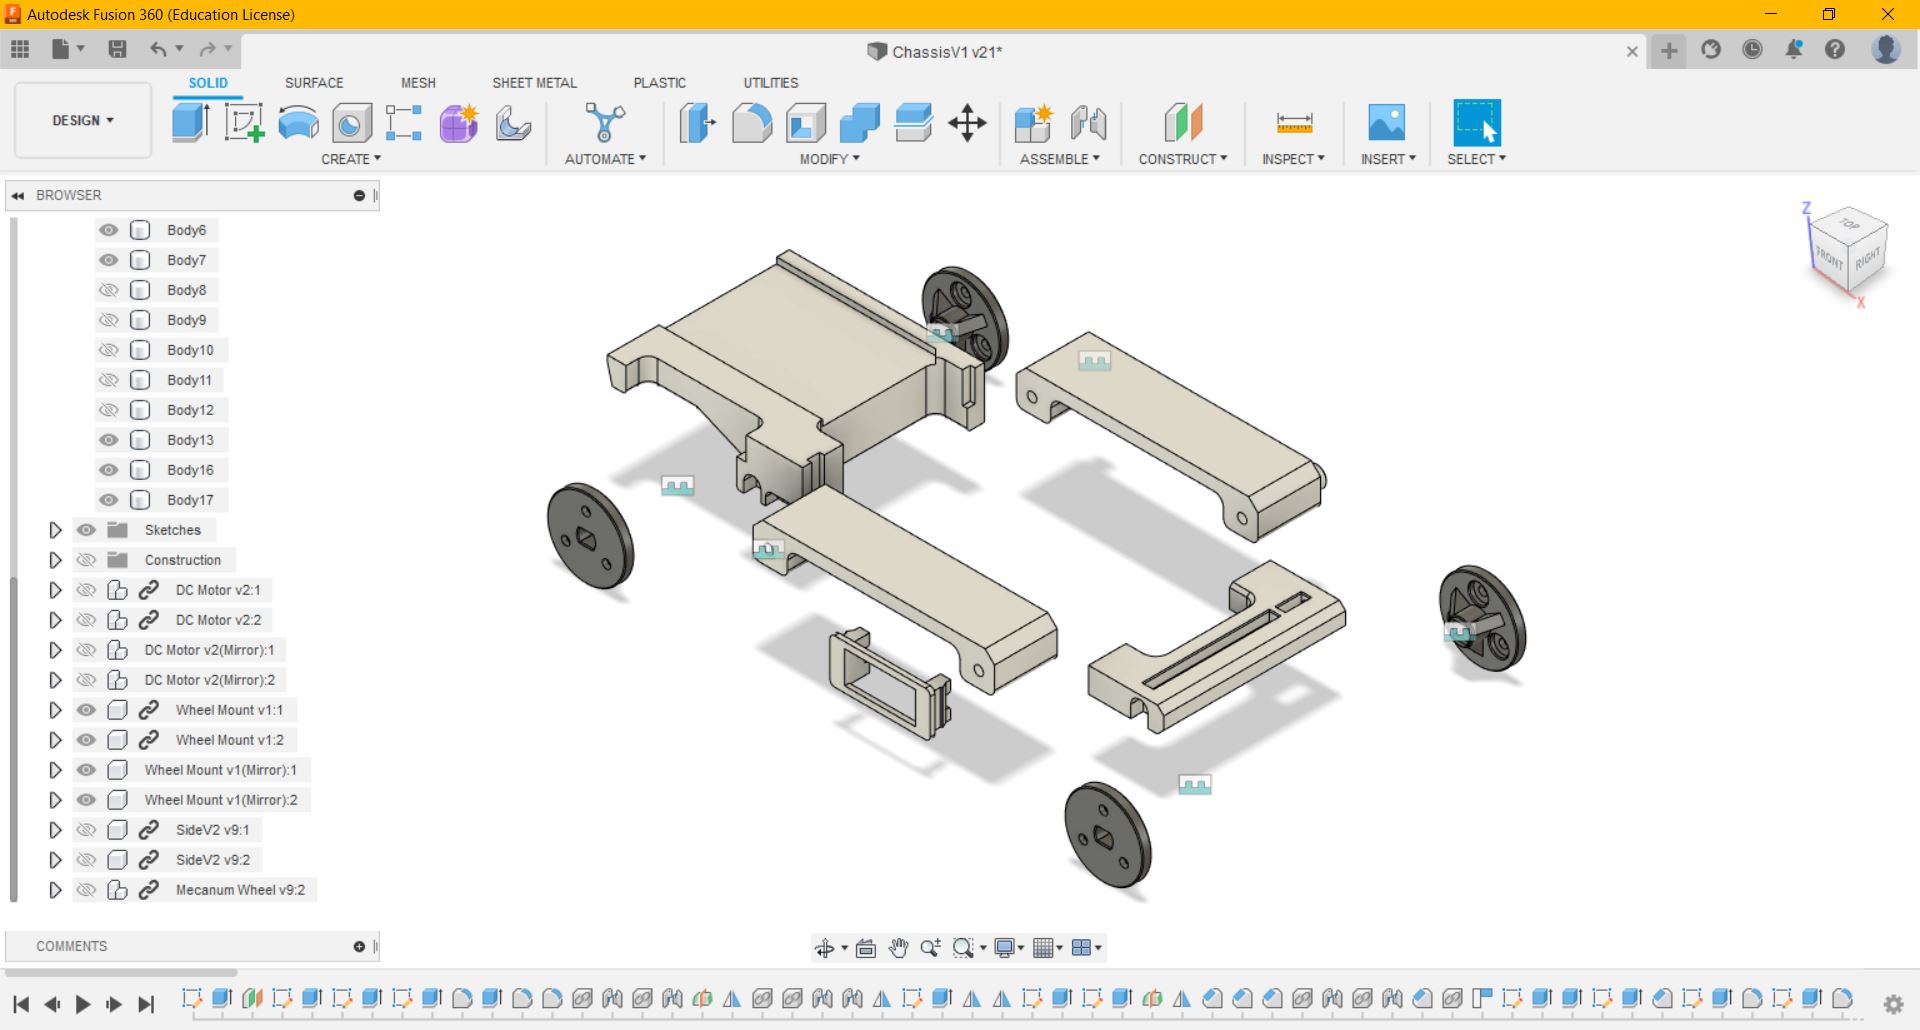 Autodesk Fusion 360 (Education License)
ChassisV1 v21*
DESIGN
SOLID
SURFACE
MESH
SHEET METAL
PLASTIC
UTILITIES
CREATE
AUTOMATE
MODIFY
ASSEMBLE
CONSTRUCT
INSPECT
INSERT
SELECT
BROWSER
Body6
Body7
Body8
Body9
Body10
Body11
Body12
Body13
Body16
Body17
Sketches
Construction
DC Motor v2:1
DC Motor v2:2
DC Motor v2(Mirror):1
DC Motor v2(Mirror):2
Wheel Mount v1:1
Wheel Mount v1:2
Wheel Mount v1(Mirror):1
Wheel Mount v1(Mirror):2
SideV2 v9:1
SideV2 v9:2
Mecanum Wheel v9:2
Z
TOP
FRONT
RIGHT
X
COMMENTS